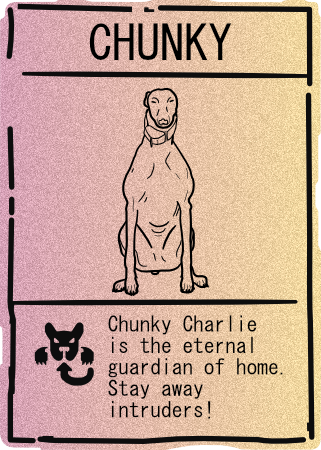 CHUNKY
Chunky Charlie
is the eternal
guardian of home.
Stay away
intruders!